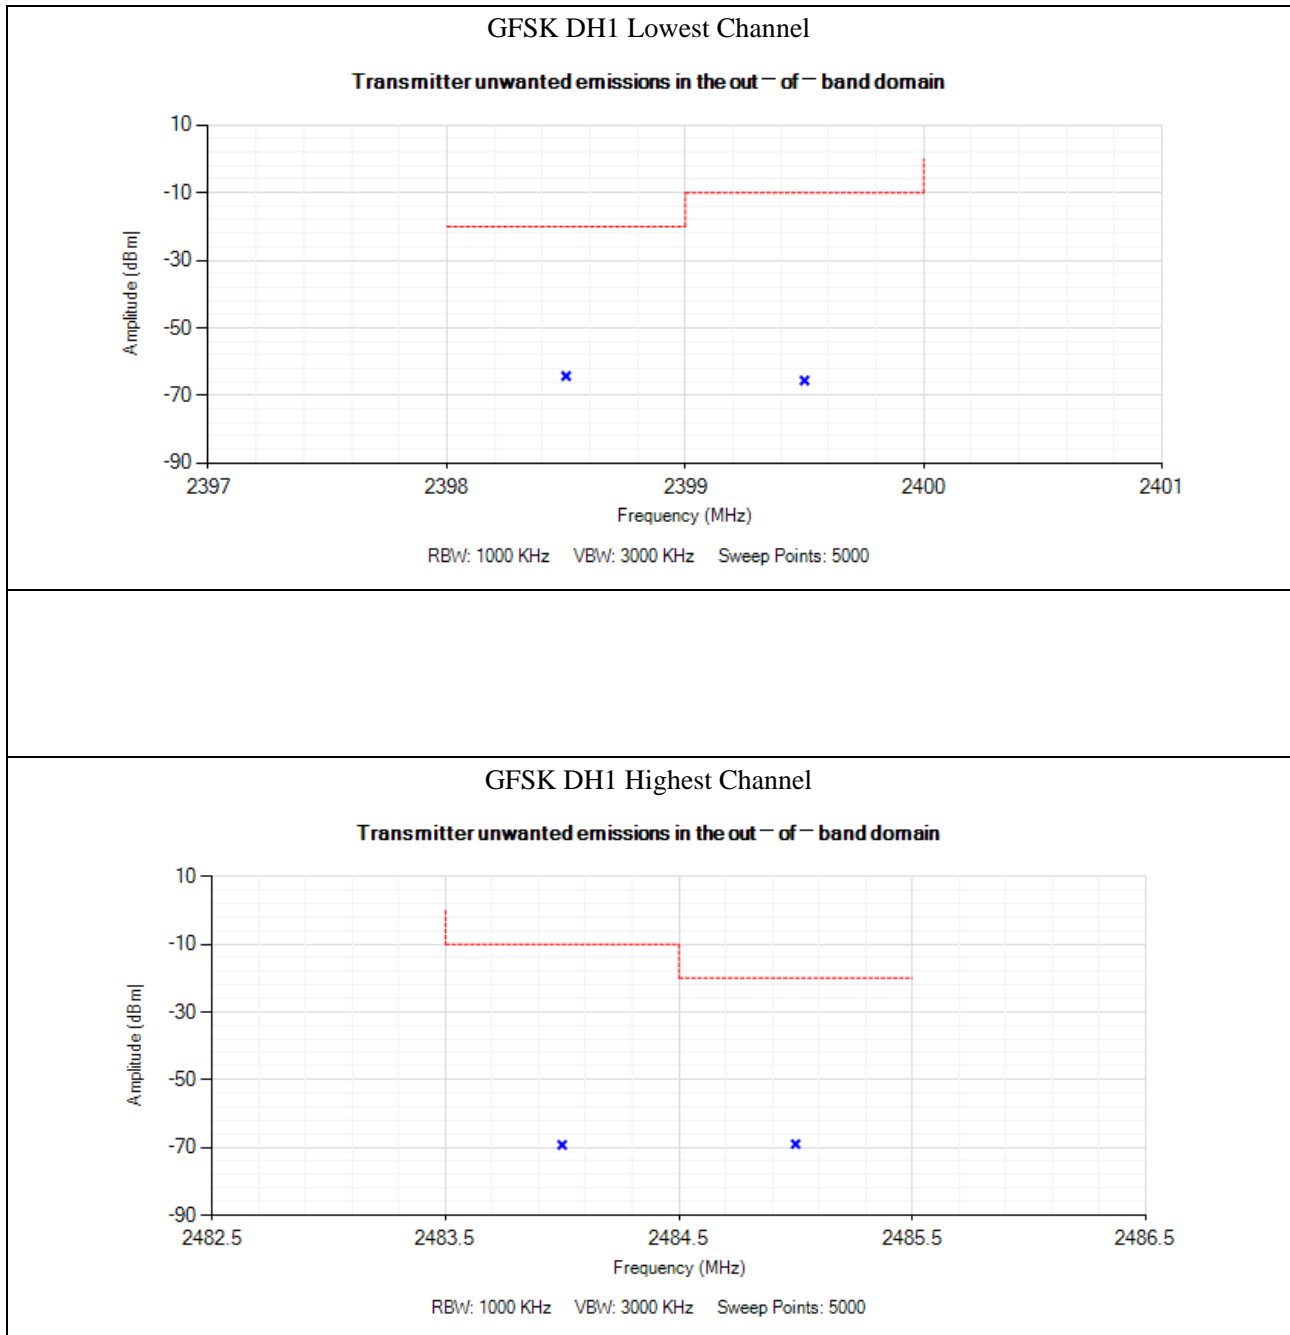 GFSK DH1 Lowest Channel
Transmitter unwanted emissions in the out-of-band domain
10
-10
-30
-50
-70
-90
Amplitude (dBm)
2397 2398 2399 2400 2401
Frequency (MHz)
RBW: 1000 KHz VBW: 3000 KHz Sweep Points: 5000
GFSK DH1 Highest Channel
Transmitter unwanted emissions in the out-of-band domain
10
-10
-30
-50
-70
-90
Amplitude (dBm)
2482.5 2483.5 2484.5 2485.5 2486.5
Frequency (MHz)
RBW: 1000 KHz VBW: 3000 KHz Sweep Points: 5000